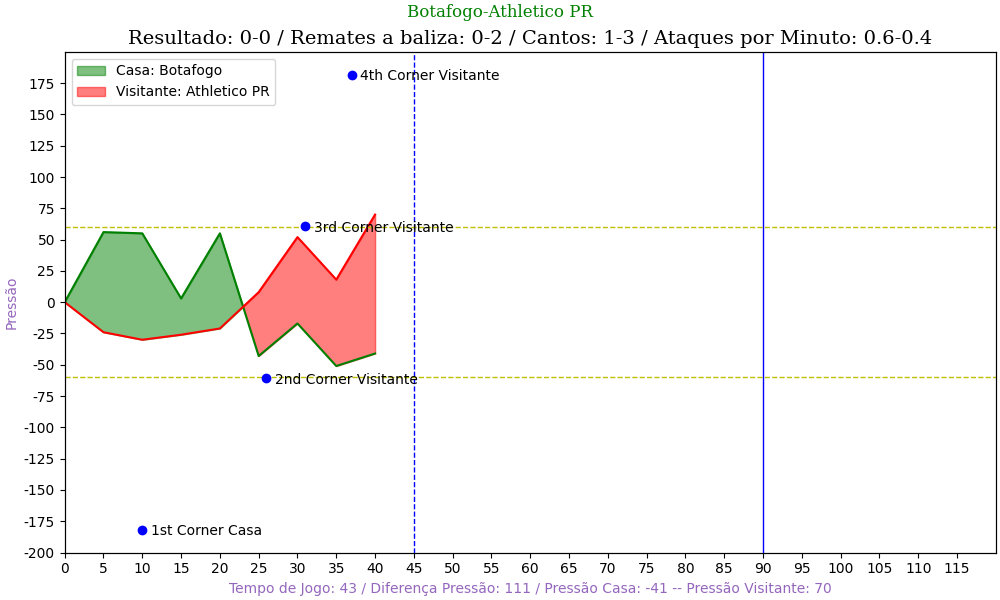 Botafogo-Athletico PR
Resultado: 0-0 / Remates a baliza: 0-2 / Cantos: 1-3 / Ataques por Minuto: 0.6-0.4
Casa: Botafogo
Visitante: Athletico PR
4th Corner Visitante
3rd Corner Visitante
2nd Corner Visitante
1st Corner Casa
Pressão
175
150
125
100
75
50
25
0
-25
-50
-75
-100
-125
-150
-175
-200
0 5 10 15 20 25 30 35 40 45 50 55 60 65 70 75 80 85 90 95 100 105 110 115
Tempo de Jogo: 43 / Diferença Pressão: 111 / Pressão Casa: -41 -- Pressão Visitante: 70